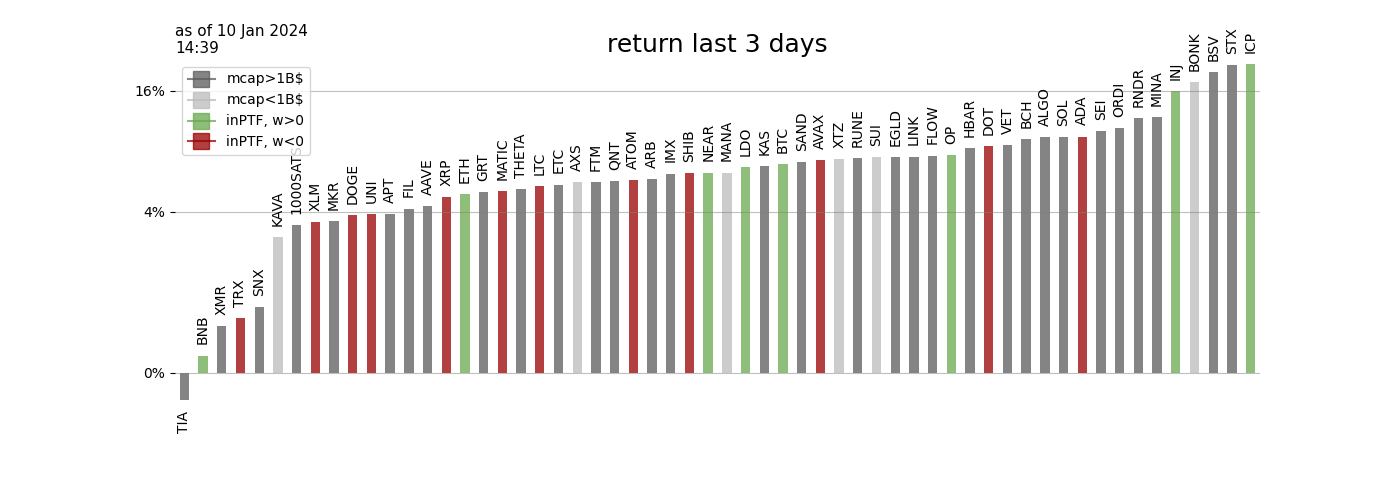 as of 10 Jan 2024
14:39
return last 3 days
mcap>1B$
mcap<1B$
inPTF, w>0
inPTF, w<0
16%
4%
0%
TIA
BNB
XMR
TRX
SNX
KAVA
1000SATS
XLM
MKR
DOGE
UNI
APT
FIL
AAVE
XRP
ETH
GRT
MATIC
THETA
LTC
ETC
AXS
FTM
QNT
ATOM
ARB
IMX
SHIB
NEAR
MANA
LDO
KAS
BTC
SAND
AVAX
XTZ
RUNE
SUI
EGLD
LINK
FLOW
OP
HBAR
DOT
VET
BCH
ALGO
SOL
ADA
SEI
ORDI
RNDR
MINA
INJ
BONK
BSV
STX
ICP